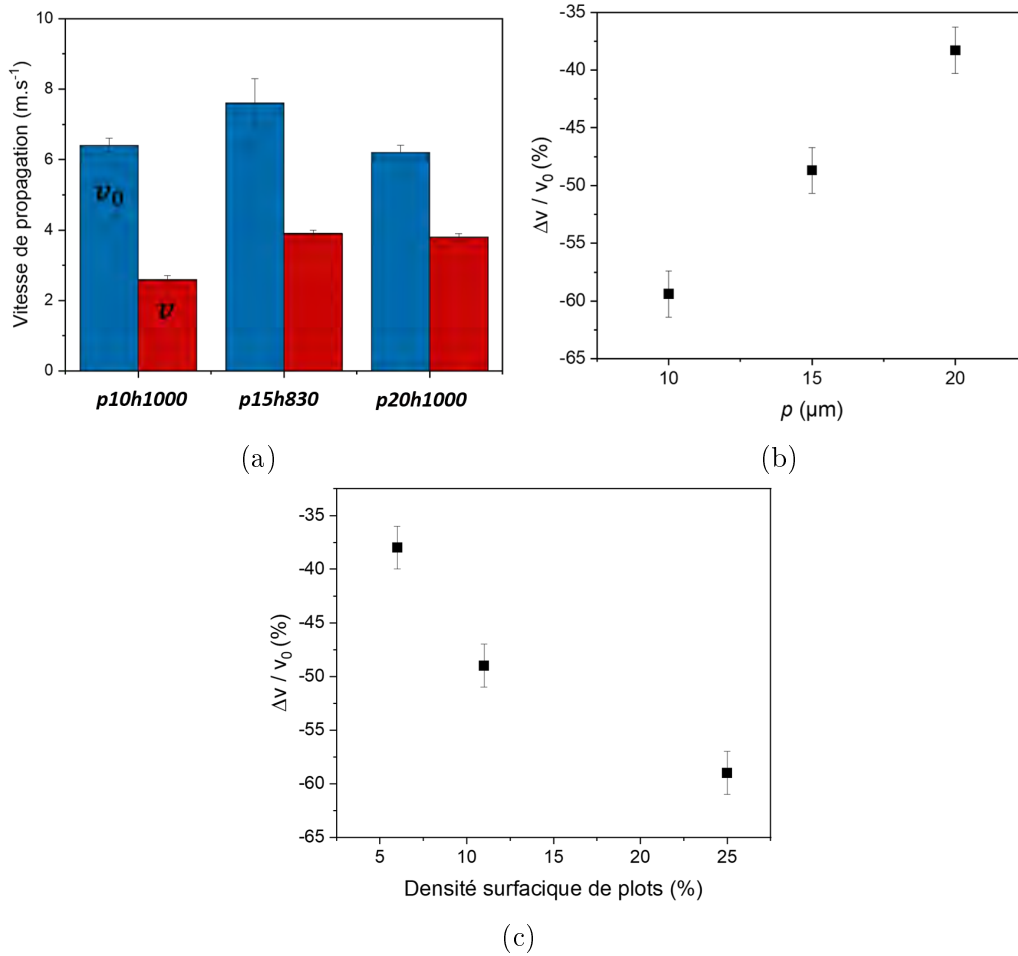 10
8
6
4
2
0
Vitesse de propagation (m.s⁻¹)
v₀
v
p10h1000 p15h830 p20h1000
(a)
-35
-40
-45
-50
-55
-60
-65
Δv / v₀ (%)
10 15 20
p (µm)
(b)
-35
-40
-45
-50
-55
-60
-65
Δv / v₀ (%)
5 10 15 20 25
Densité surfacique de plots (%)
(c)